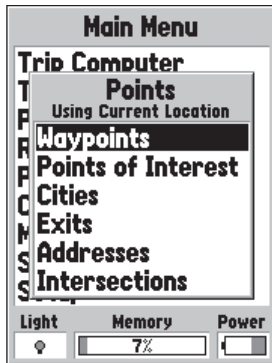 Main Menu
Trip Computer
Points
Using Current Location
Waypoints
Points of Interest
Cities
Exits
Addresses
Intersections
Light Memory Power
7%